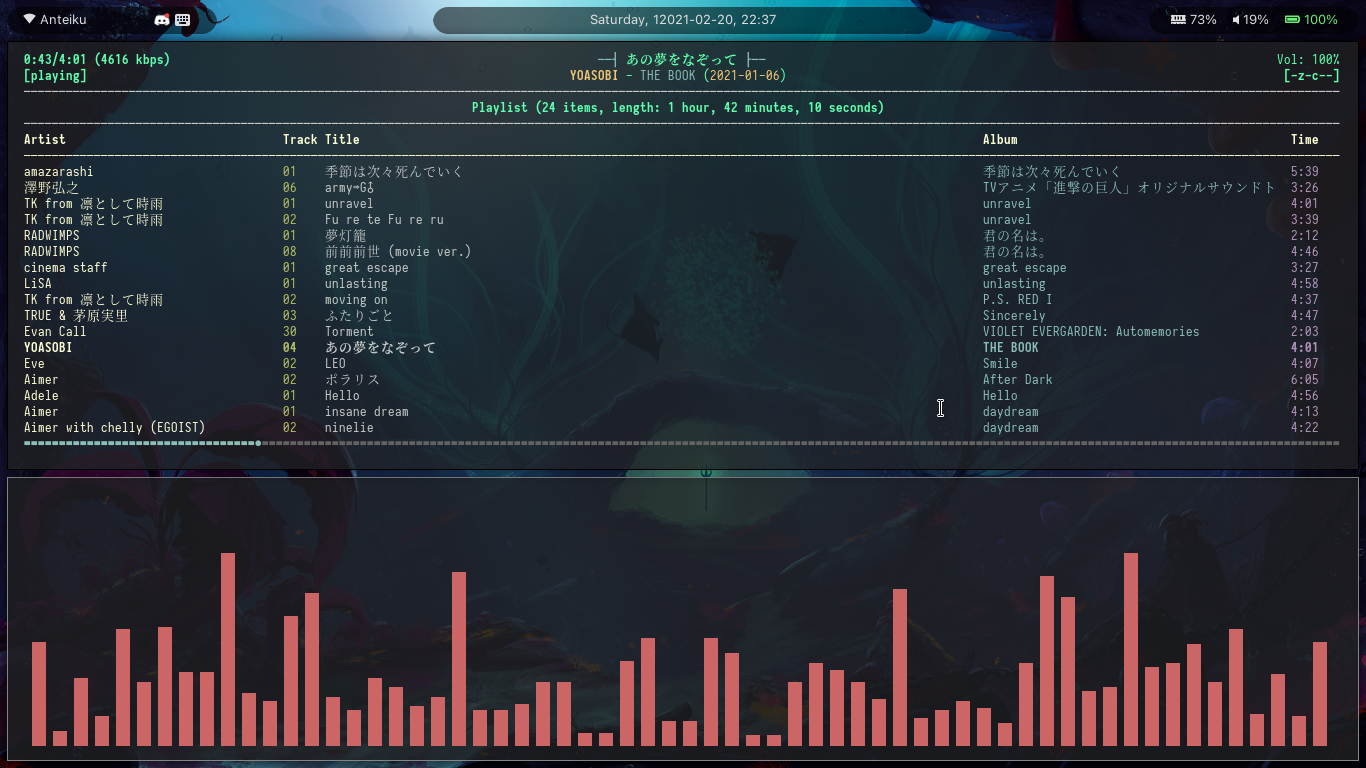 Anteiku Saturday, 12021-02-20, 22:37 73% 19% 100%
0:43/4:01 (4616 kbps) ──┤ あの夢をなぞって ├── Vol: 100%
[playing] YOASOBI - THE BOOK (2021-01-06) [-z-c--]
Playlist (24 items, length: 1 hour, 42 minutes, 10 seconds)
Artist Track Title Album Time
amazarashi 01 季節は次々死んでいく 季節は次々死んでいく 5:39
澤野弘之 06 army⇒G♂ TVアニメ「進撃の巨人」オリジナルサウンドト 3:26
TK from 凛として時雨 01 unravel unravel 4:01
TK from 凛として時雨 02 Fu re te Fu re ru unravel 3:39
RADWIMPS 01 夢灯籠 君の名は。 2:12
RADWIMPS 08 前前前世 (movie ver.) 君の名は。 4:46
cinema staff 01 great escape great escape 3:27
LiSA 01 unlasting unlasting 4:58
TK from 凛として時雨 02 moving on P.S. RED I 4:37
TRUE & 茅原実里 03 ふたりごと Sincerely 4:47
Evan Call 30 Torment VIOLET EVERGARDEN: Automemories 2:03
YOASOBI 04 あの夢をなぞって THE BOOK 4:01
Eve 02 LEO Smile 4:07
Aimer 02 ポラリス After Dark 6:05
Adele 01 Hello Hello 4:56
Aimer 01 insane dream daydream 4:13
Aimer with chelly (EGOIST) 02 ninelie daydream 4:22